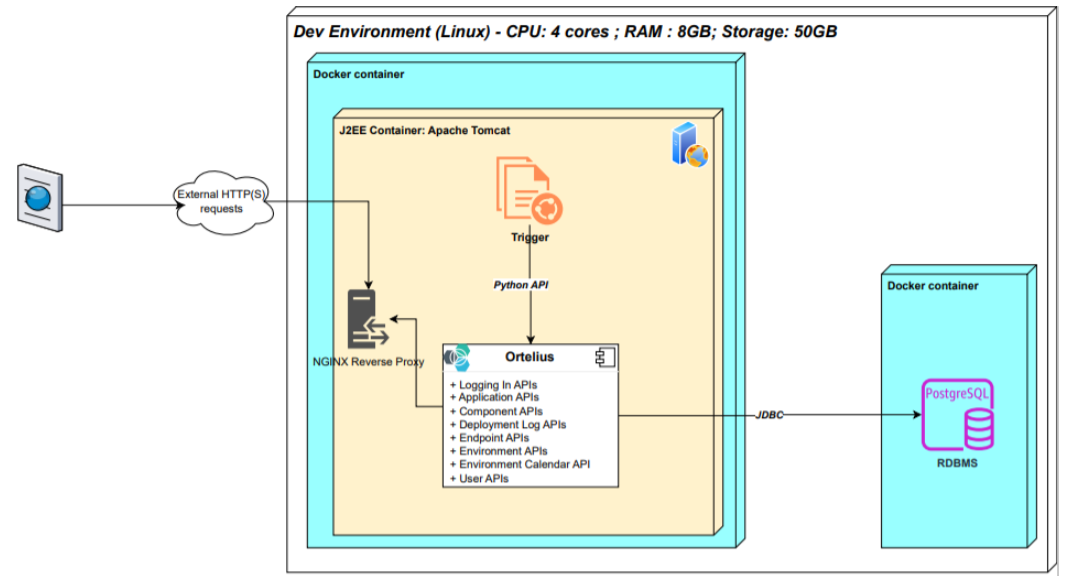 Dev Environment (Linux) - CPU: 4 cores ; RAM : 8GB; Storage: 50GB
Docker container
J2EE Container: Apache Tomcat
External HTTP(S)
requests
Trigger
Python API
NGINX Reverse Proxy
Ortelius
+ Logging In APIs
+ Application APIs
+ Component APIs
+ Deployment Log APIs
+ Endpoint APIs
+ Environment APIs
+ Environment Calendar API
+ User APIs
JDBC
Docker container
PostgreSQL
RDBMS